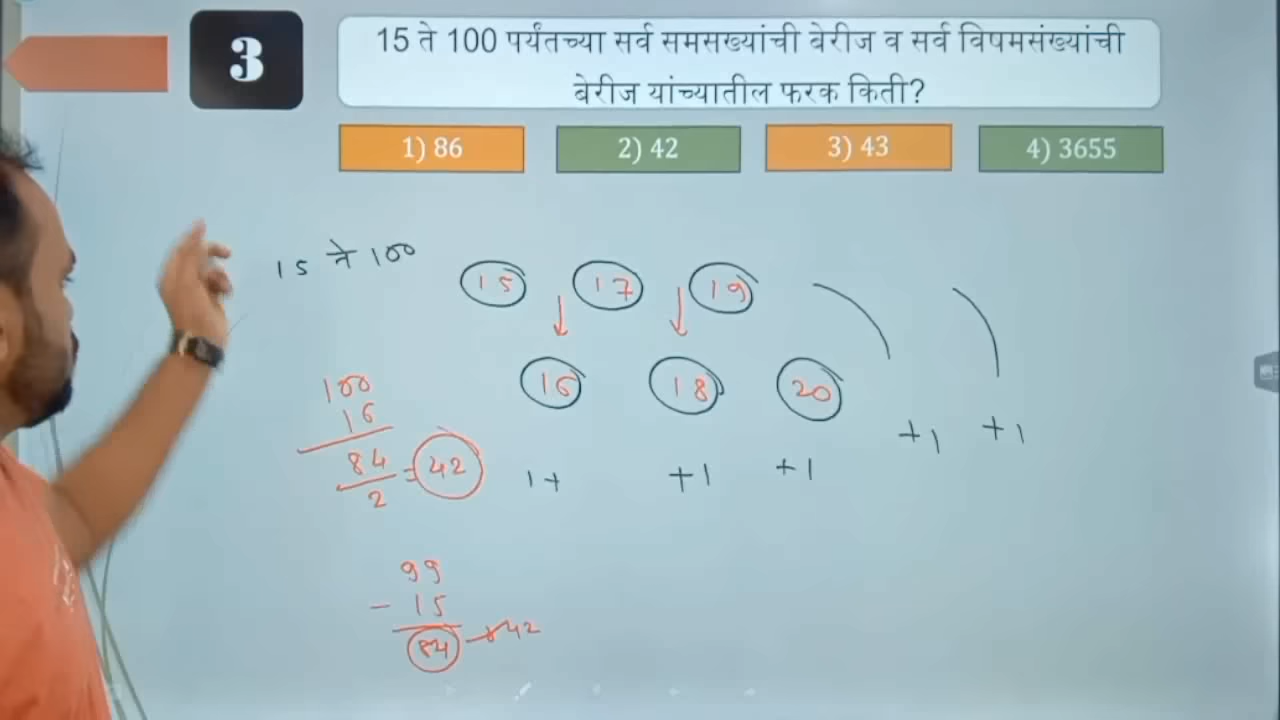 3
15 ते 100 पर्यंतच्या सर्व समसख्यांची बेरीज व सर्व विषमसंख्यांची
बेरीज यांच्यातील फरक किती?
1) 86
2) 42
3) 43
4) 3655
15 ते 100
15 17 19
16 18 20
100
16
84
2
= 42
1+ +1 +1 +1 +1
99
- 15
84 42